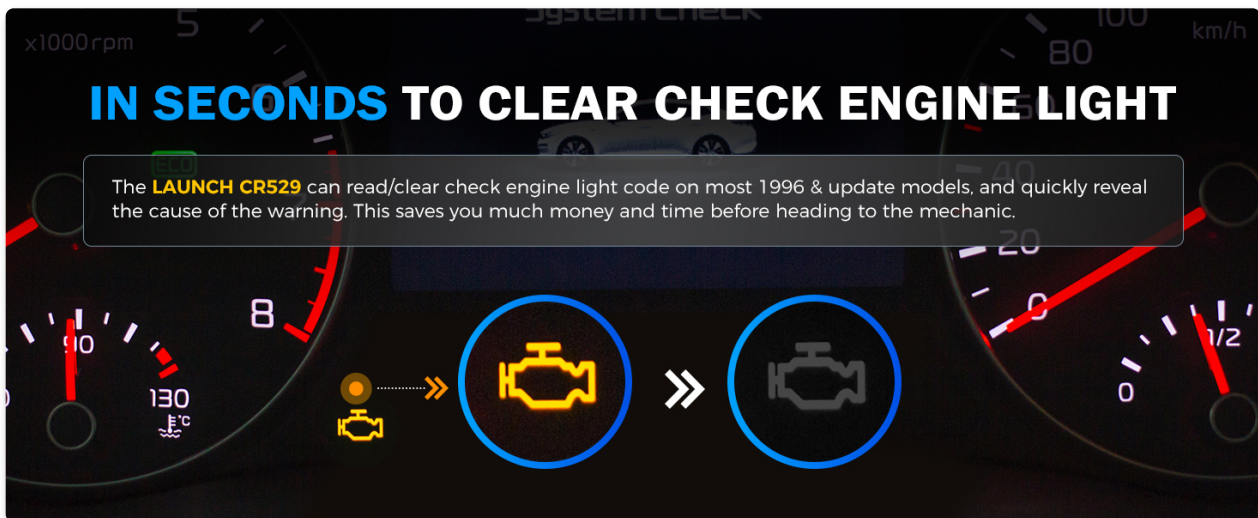 System Check
x1000rpm
5
100
km/h
80
IN SECONDS TO CLEAR CHECK ENGINE LIGHT
60
ECO
The LAUNCH CR529 can read/clear check engine light code on most 1996 & update models, and quickly reveal
the cause of the warning. This saves you much money and time before heading to the mechanic.
40
20
8
0
90
1/2
130
°C
0